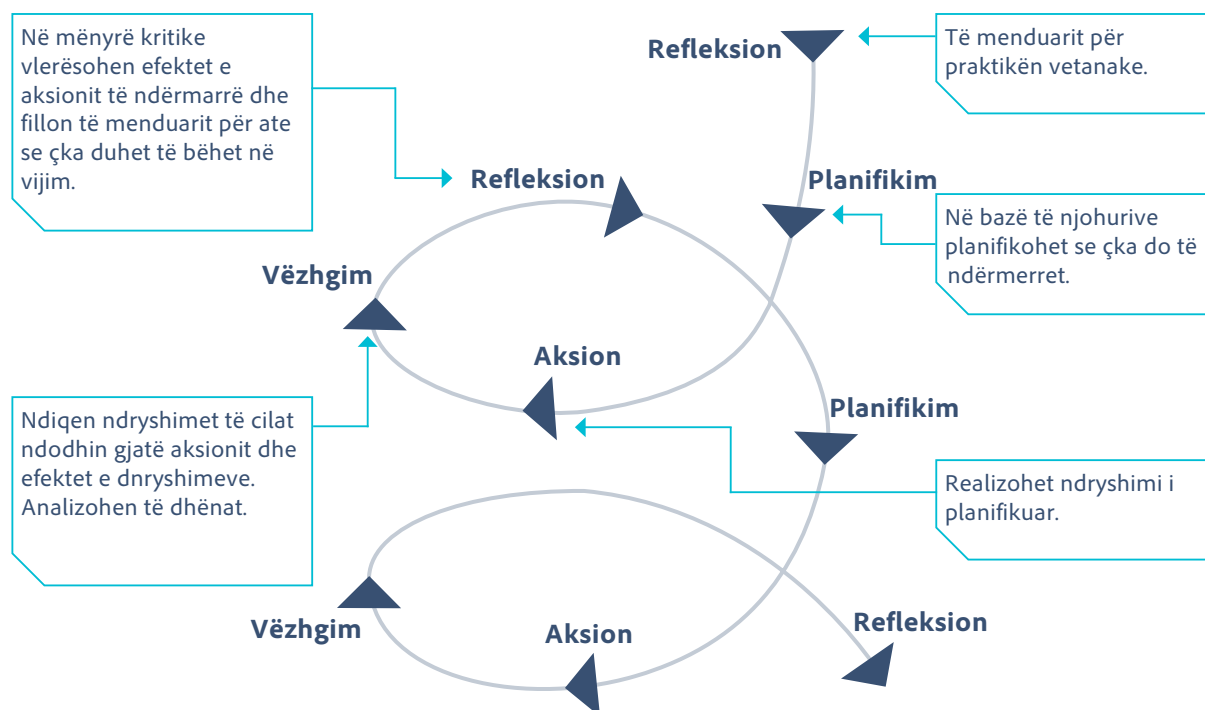 Në mënyrë kritike
vlerësohen efektet e
aksionit të ndërmarrë dhe
fillon të menduarit për ate
se çka duhet të bëhet në
vijim.
Refleksion
Të menduarit për
praktikën vetanake.
Refleksion
Planifikim
Në bazë të njohurive
planifikohet se çka do të
ndërmerret.
Vëzhgim
Aksion
Ndiqen ndryshimet të cilat
ndodhin gjatë aksionit dhe
efektet e dnryshimeve.
Analizohen të dhënat.
Planifikim
Realizohet ndryshimi i
planifikuar.
Vëzhgim
Aksion
Refleksion